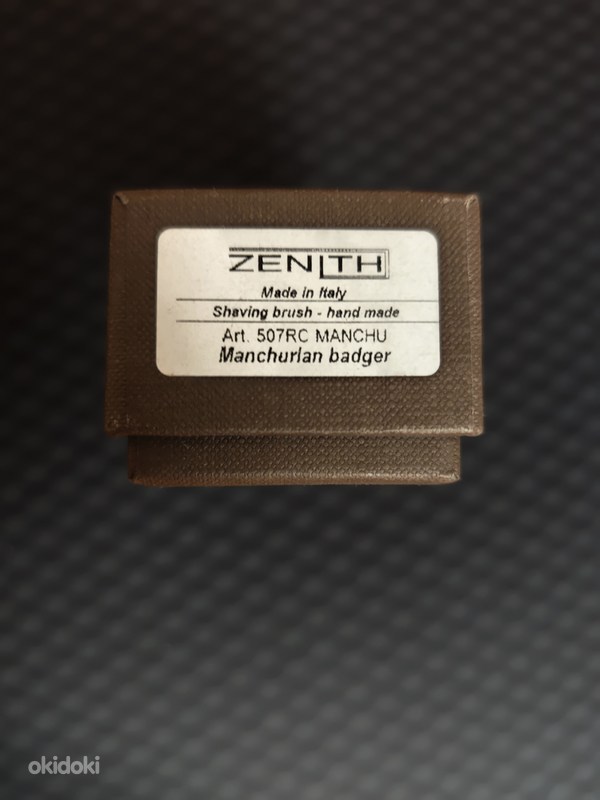 ZENITH
Made in Italy
Shaving brush - hand made
Art. 507RC MANCHU
Manchurian badger
okidoki